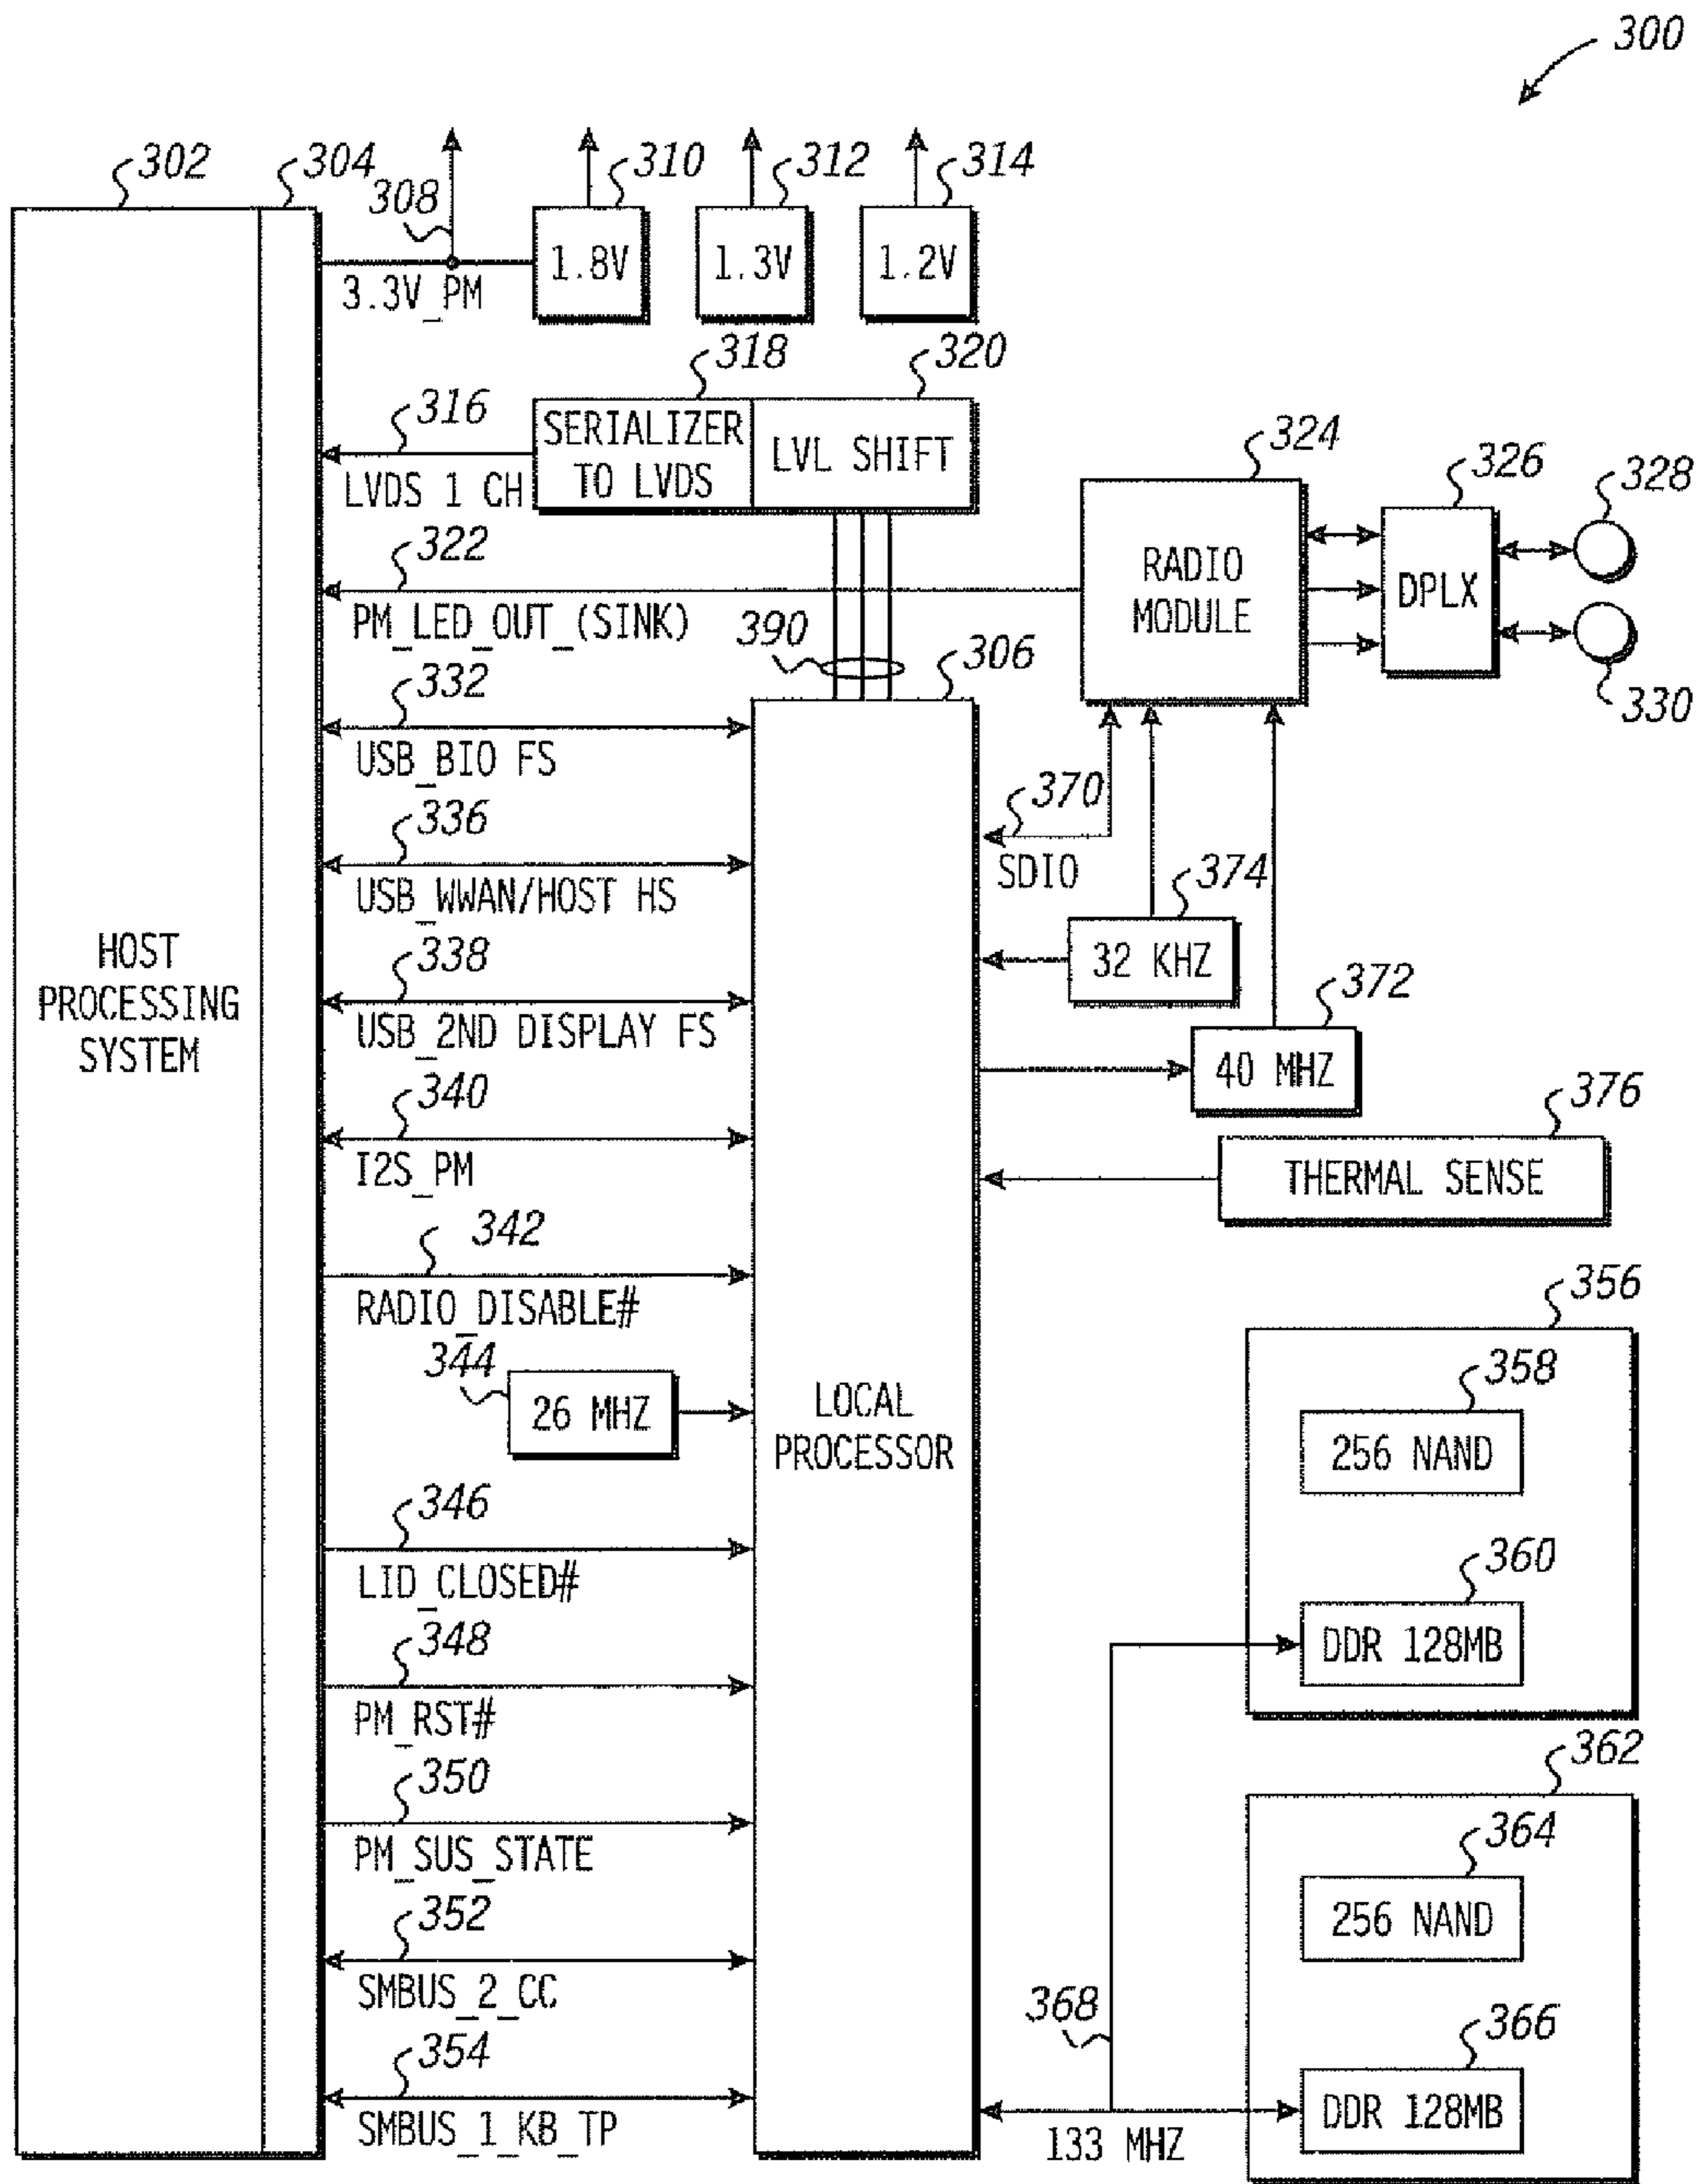 300
302
304
308
310
312
314
1.8V
1.3V
1.2V
3.3V_PM
318
320
316
SERIALIZER
TO LVDS
LVL SHIFT
LVDS 1 CH
324
326
328
322
RADIO
MODULE
DPLX
PM_LED_OUT_(SINK)
390
306
330
332
USB_BIO FS
370
336
SDIO
374
USB_WWAN/HOST HS
HOST
PROCESSING
SYSTEM
338
32 KHZ
372
USB_2ND DISPLAY FS
40 MHZ
340
376
I2S_PM
THERMAL SENSE
342
RADIO_DISABLE#
356
344
26 MHZ
LOCAL
PROCESSOR
358
256 NAND
346
LID_CLOSED#
360
DDR 128MB
348
PM_RST#
350
362
PM_SUS_STATE
364
256 NAND
352
SMBUS_2_CC
368
366
354
DDR 128MB
SMBUS_1_KB_TP
133 MHZ